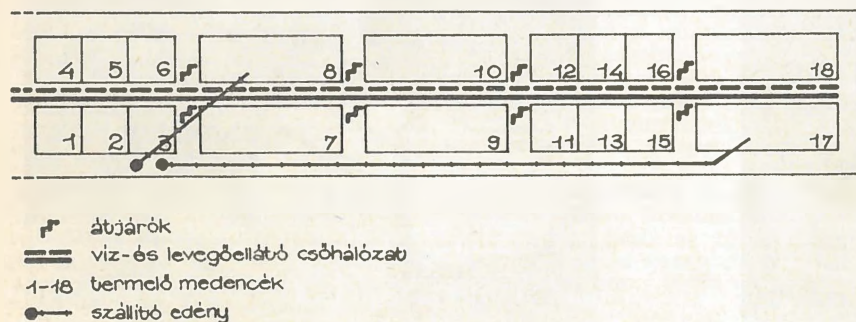 4 5 6 8 10 12 14 16 18
1 2 3 7 9 11 13 15 17
átjárók
víz-és levegőellátó csőhálózat
1-18 termelő medencék
szállító edény